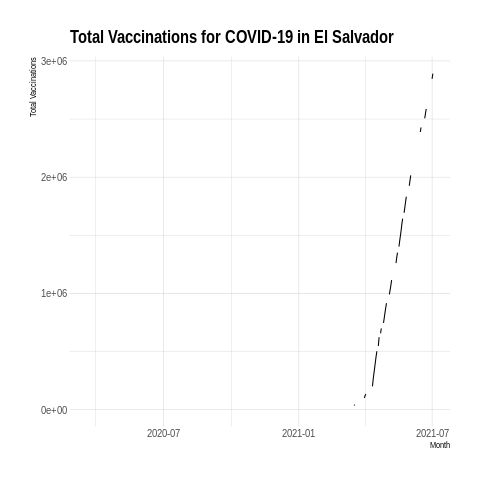 Total Vaccinations for COVID-19 in El Salvador
Total Vaccinations
3e+06
2e+06
1e+06
0e+00
2020-07
2021-01
2021-07
Month